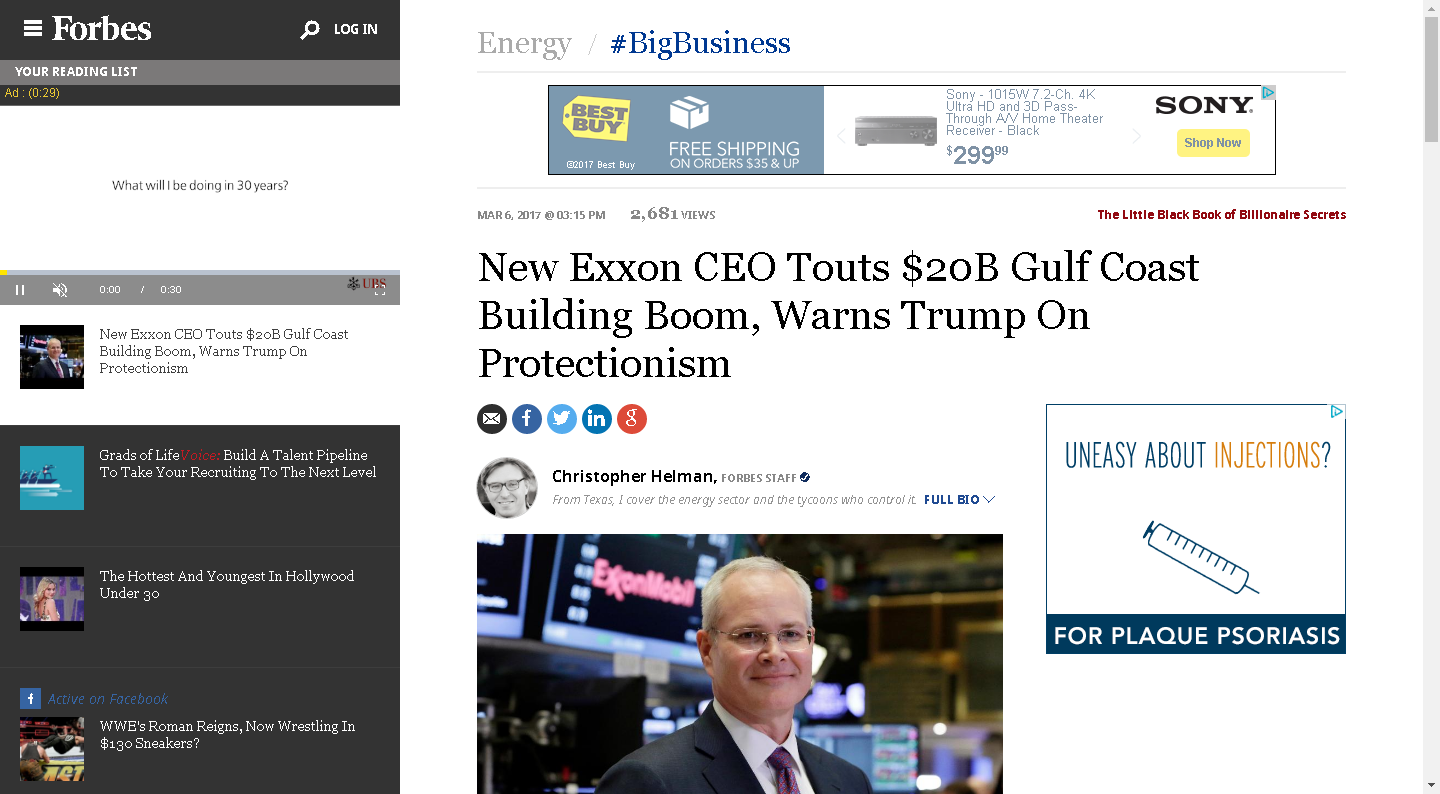 Forbes
LOG IN
YOUR READING LIST
Ad : (0:29)
What will I be doing in 30 years?
0:00 / 0:30
UBS
New Exxon CEO Touts $20B Gulf Coast
Building Boom, Warns Trump On
Protectionism
Grads of LifeVoice: Build A Talent Pipeline
To Take Your Recruiting To The Next Level
The Hottest And Youngest In Hollywood
Under 30
f Active on Facebook
WWE's Roman Reigns, Now Wrestling In
$130 Sneakers?
Energy / #BigBusiness
BEST
BUY
©2017 Best Buy
FREE SHIPPING
ON ORDERS $35 & UP
Sony - 1015W 7.2-Ch. 4K
Ultra HD and 3D Pass-
Through A/V Home Theater
Receiver - Black
$29999
SONY
Shop Now
MAR 6, 2017 @ 03:15 PM 2,681 VIEWS
The Little Black Book of Billionaire Secrets
New Exxon CEO Touts $20B Gulf Coast
Building Boom, Warns Trump On
Protectionism
f in g
Christopher Helman, FORBES STAFF
From Texas, I cover the energy sector and the tycoons who control it. FULL BIO
ExxonMobil
UNEASY ABOUT INJECTIONS?
FOR PLAQUE PSORIASIS